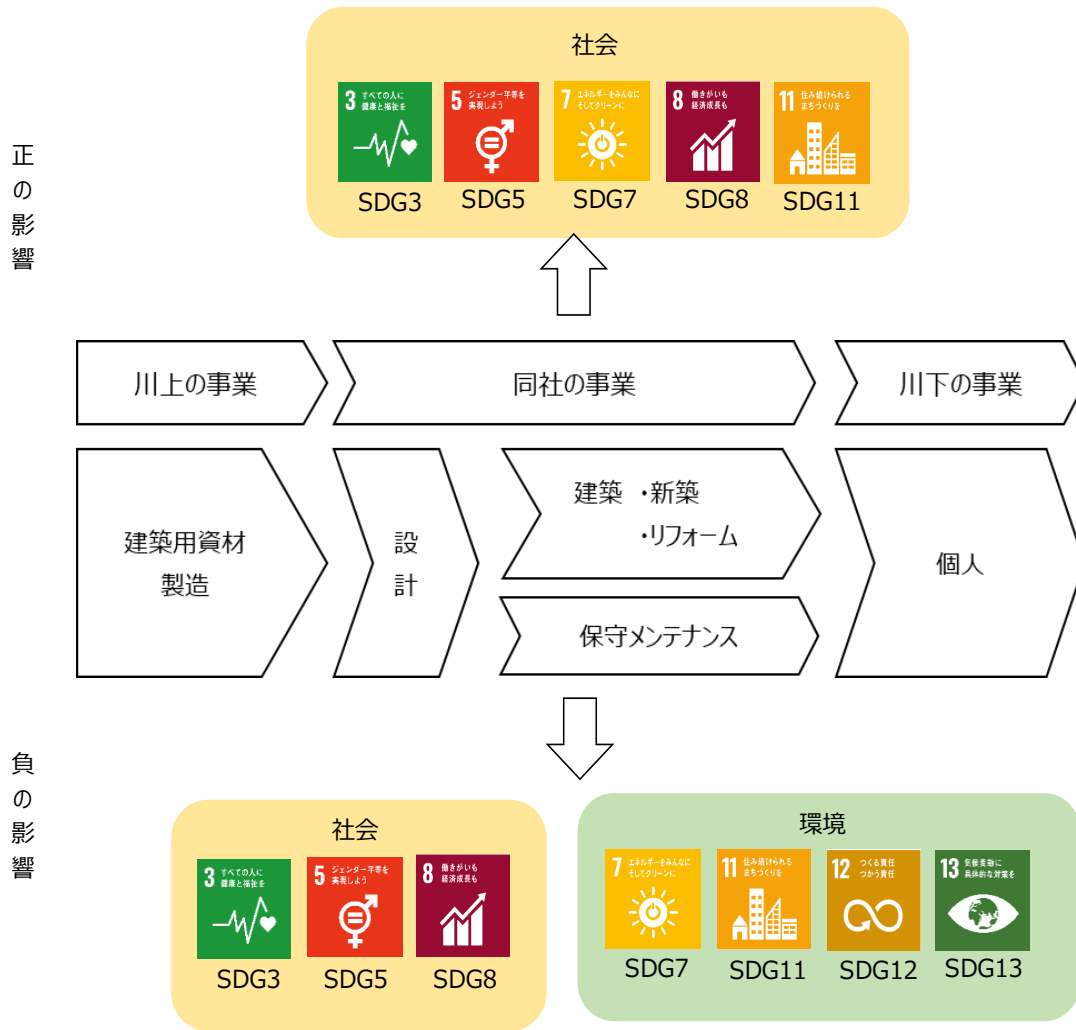 社会
3 すべての人に
健康と福祉を
5 ジェンダー平等を
実現しよう
7 エネルギーをみんなに
そしてクリーンに
8 働きがいも
経済成長も
11 住み続けられる
まちづくりを
SDG3
SDG5
SDG7
SDG8
SDG11
正の影響
川上の事業
同社の事業
川下の事業
建築用資材
製造
設計
建築 ・新築
・リフォーム
保守メンテナンス
個人
負の影響
社会
3 すべての人に
健康と福祉を
5 ジェンダー平等を
実現しよう
8 働きがいも
経済成長も
SDG3
SDG5
SDG8
環境
7 エネルギーをみんなに
そしてクリーンに
11 住み続けられる
まちづくりを
12 つくる責任
つかう責任
13 気候変動に
具体的な対策を
SDG7
SDG11
SDG12
SDG13